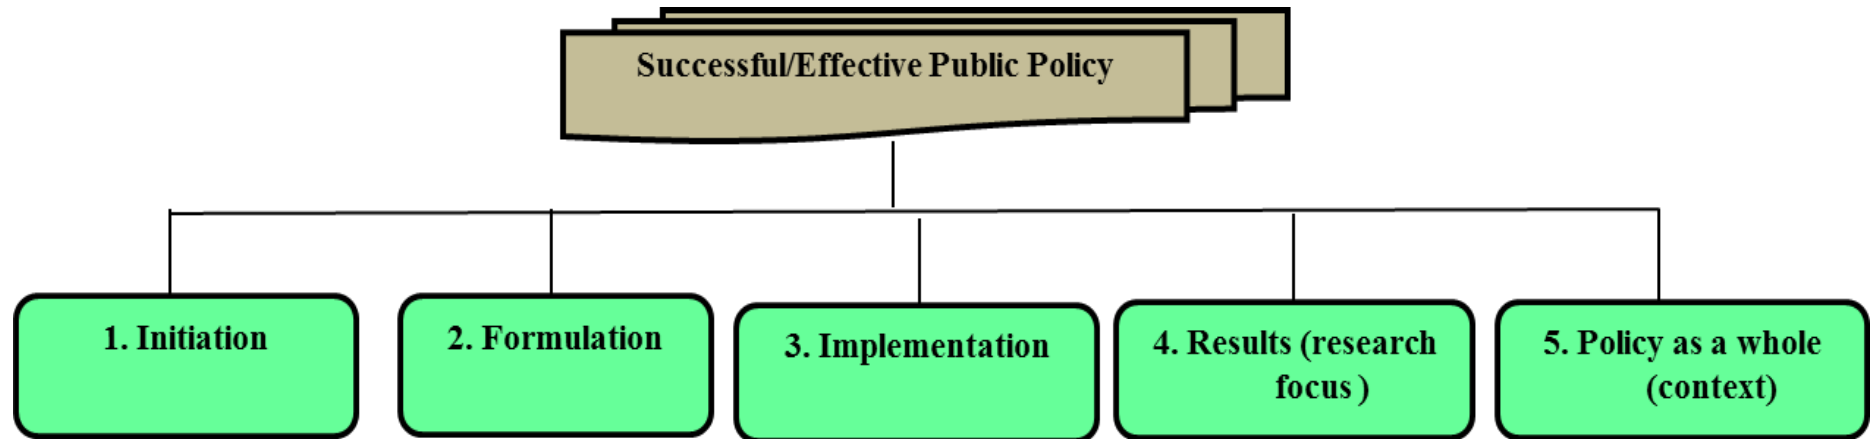 Successful/Effective Public Policy
1. Initiation
2. Formulation
3. Implementation
4. Results (research
focus )
5. Policy as a whole
(context)